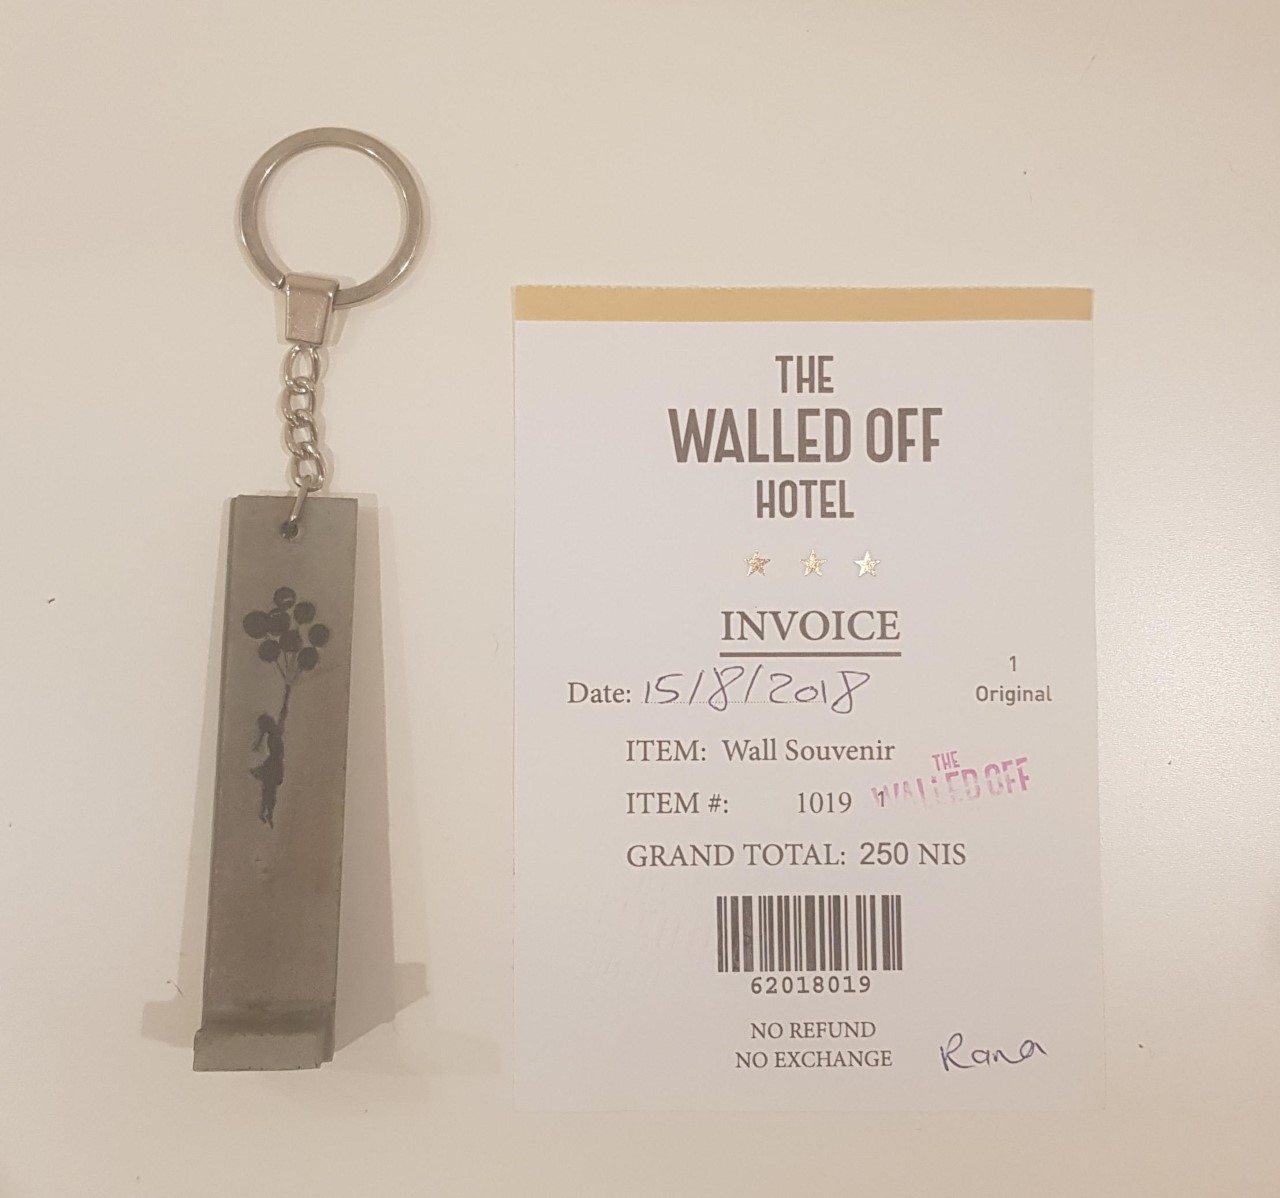 THE
WALLED OFF
HOTEL
INVOICE
Date: 15/8/2018
1
Original
ITEM: Wall Souvenir
THE
WALLED OFF
ITEM #: 1019 1
GRAND TOTAL: 250 NIS
62018019
NO REFUND
NO EXCHANGE
Rana